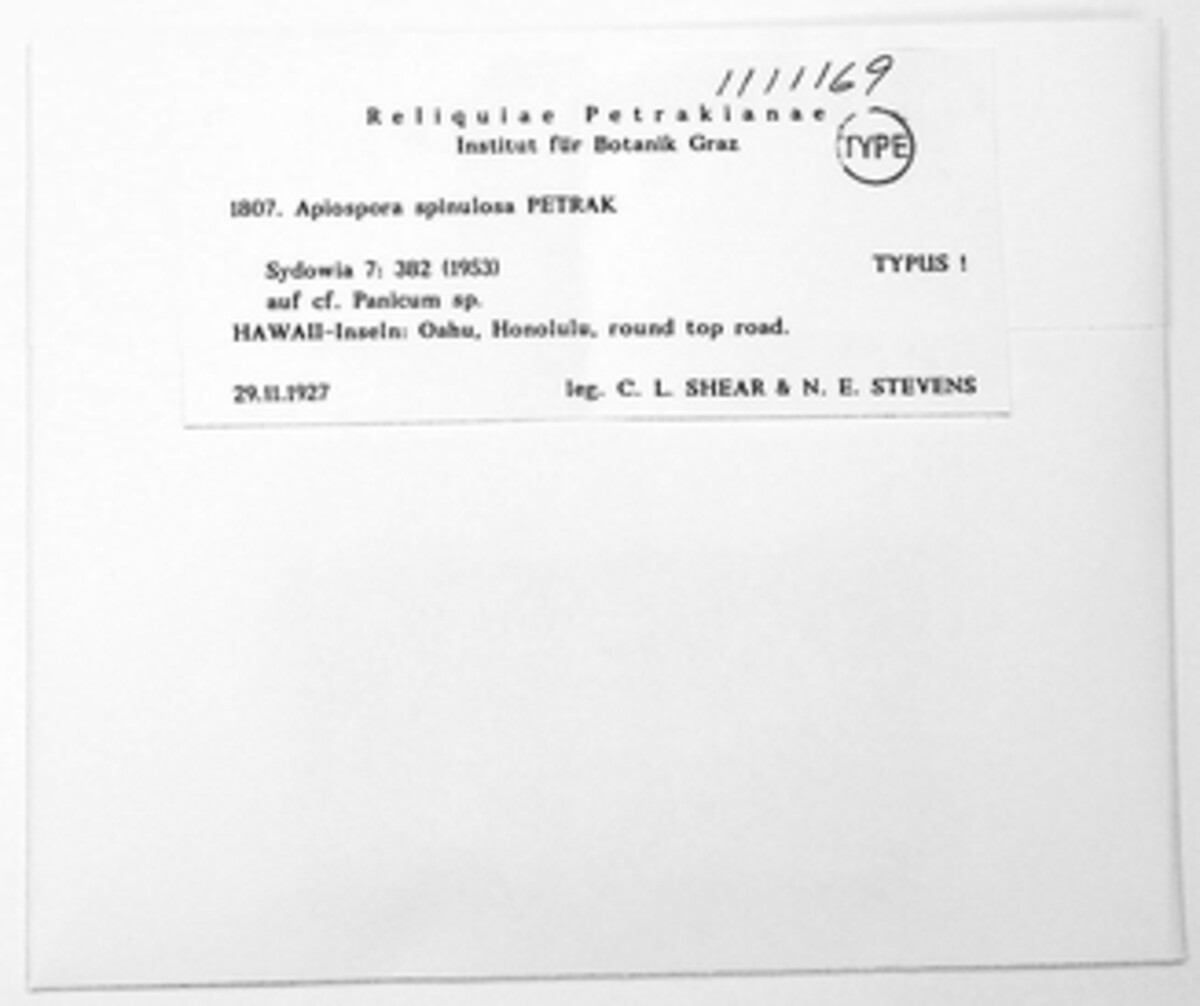 1111169
Reliquiae Petrakianae
Institut für Botanik Graz
TYPE
1807. Apiospora spinulosa PETRAK
Sydowia 7: 382 (1953) TYPUS !
auf cf. Panicum sp.
HAWAII-Inseln: Oahu, Honolulu, round top road.
29.11.1927 leg. C. L. SHEAR & N. E. STEVENS